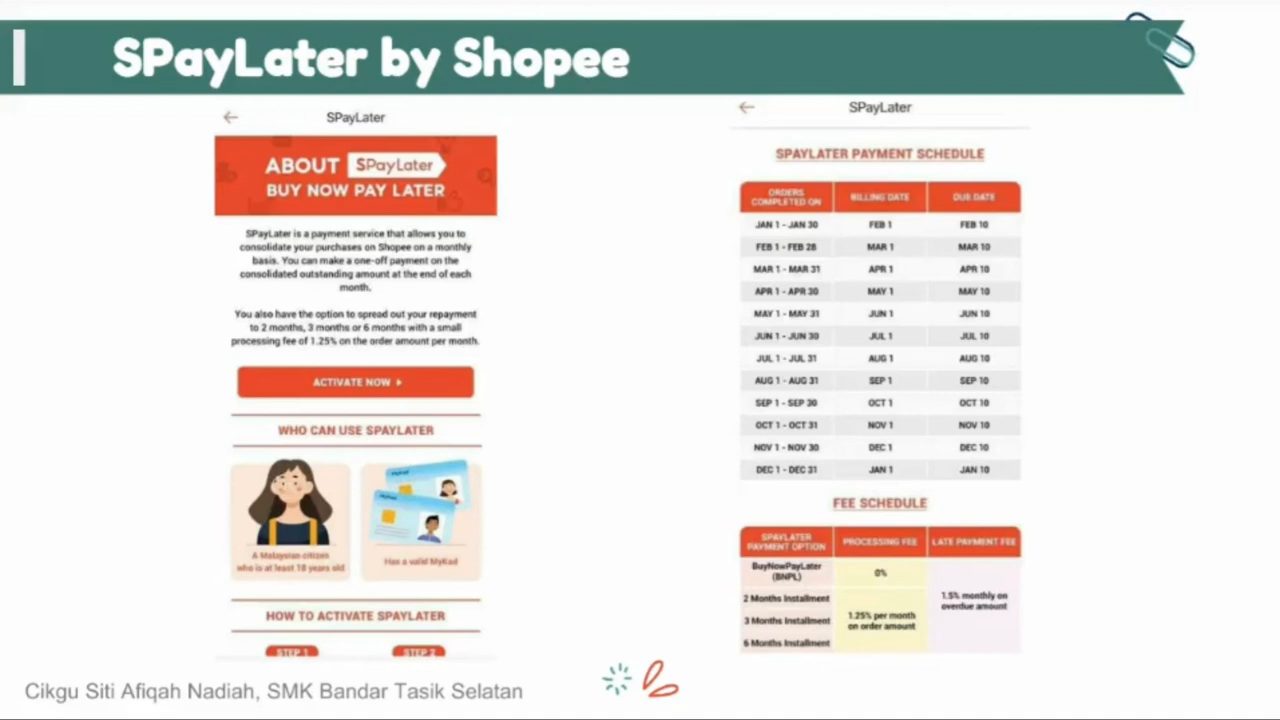 SPayLater by Shopee
SPayLater
ABOUT SPayLater
BUY NOW PAY LATER
SPayLater is a payment service that allows you to
consolidate your purchases on Shopee on a monthly
basis. You can make a one-off payment on the
consolidated outstanding amount at the end of each
month.
You also have the option to spread out your repayment
to 2 months, 3 months or 6 months with a small
processing fee of 1.25% on the order amount per month.
ACTIVATE NOW
WHO CAN USE SPAYLATER
A Malaysian citizen
who is at least 18 years old
Has a valid MyKad
HOW TO ACTIVATE SPAYLATER
STEP 1 STEP 2
SPayLater
SPAYLATER PAYMENT SCHEDULE
ORDERS
COMPLETED ON
BILLING DATE
DUE DATE
JAN 1 - JAN 30 FEB 1 FEB 10
FEB 1 - FEB 28 MAR 1 MAR 10
MAR 1 - MAR 31 APR 1 APR 10
APR 1 - APR 30 MAY 1 MAY 10
MAY 1 - MAY 31 JUN 1 JUN 10
JUN 1 - JUN 30 JUL 1 JUL 10
JUL 1 - JUL 31 AUG 1 AUG 10
AUG 1 - AUG 31 SEP 1 SEP 10
SEP 1 - SEP 30 OCT 1 OCT 10
OCT 1 - OCT 31 NOV 1 NOV 10
NOV 1 - NOV 30 DEC 1 DEC 10
DEC 1 - DEC 31 JAN 1 JAN 10
FEE SCHEDULE
SPAYLATER
PAYMENT OPTION
PROCESSING FEE
LATE PAYMENT FEE
BuyNowPayLater
(BNPL)
0%
2 Months Installment
3 Months Installment
6 Months Installment
1.25% per month
on order amount
1.5% monthly on
overdue amount
Cikgu Siti Afiqah Nadiah, SMK Bandar Tasik Selatan